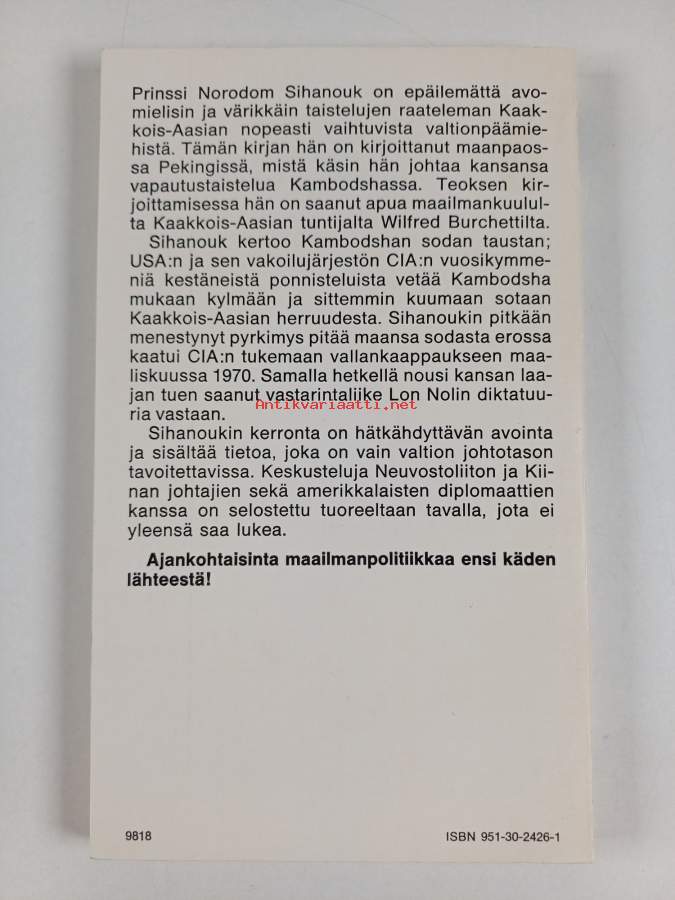 Prinssi Norodom Sihanouk on epäilemättä avo-
mielisin ja värikkäin taistelujen raateleman Kaak-
kois-Aasian nopeasti vaihtuvista valtionpäämie-
histä. Tämän kirjan hän on kirjoittanut maanpaos-
sa Pekingissä, mistä käsin hän johtaa kansansa
vapautustaistelua Kambodshassa. Teoksen kir-
joittamisessa hän on saanut apua maailmankuulul-
ta Kaakkois-Aasian tuntijalta Wilfred Burchettilta.
Sihanouk kertoo Kambodshan sodan taustan;
USA:n ja sen vakoilujärjestön CIA:n vuosikymme-
niä kestäneistä ponnisteluista vetää Kambodsha
mukaan kylmään ja sittemmin kuumaan sotaan
Kaakkois-Aasian herruudesta. Sihanoukin pitkään
menestynyt pyrkimys pitää maansa sodasta erossa
kaatui CIA:n tukemaan vallankaappaukseen maa-
liskuussa 1970. Samalla hetkellä nousi kansan laa-
jan tuen saanut vastarintaliike Lon Nolin diktatuu-
Antikvariaatti.net
ria vastaan.
Sihanoukin kerronta on hätkähdyttävän avointa
ja sisältää tietoa, joka on vain valtion johtotason
tavoitettavissa. Keskusteluja Neuvostoliiton ja Kii-
nan johtajien sekä amerikkalaisten diplomaattien
kanssa on selostettu tuoreeltaan tavalla, jota ei
yleensä saa lukea.
Ajankohtaisinta maailmanpolitiikkaa ensi käden
lähteestä!
9818 ISBN 951-30-2426-1